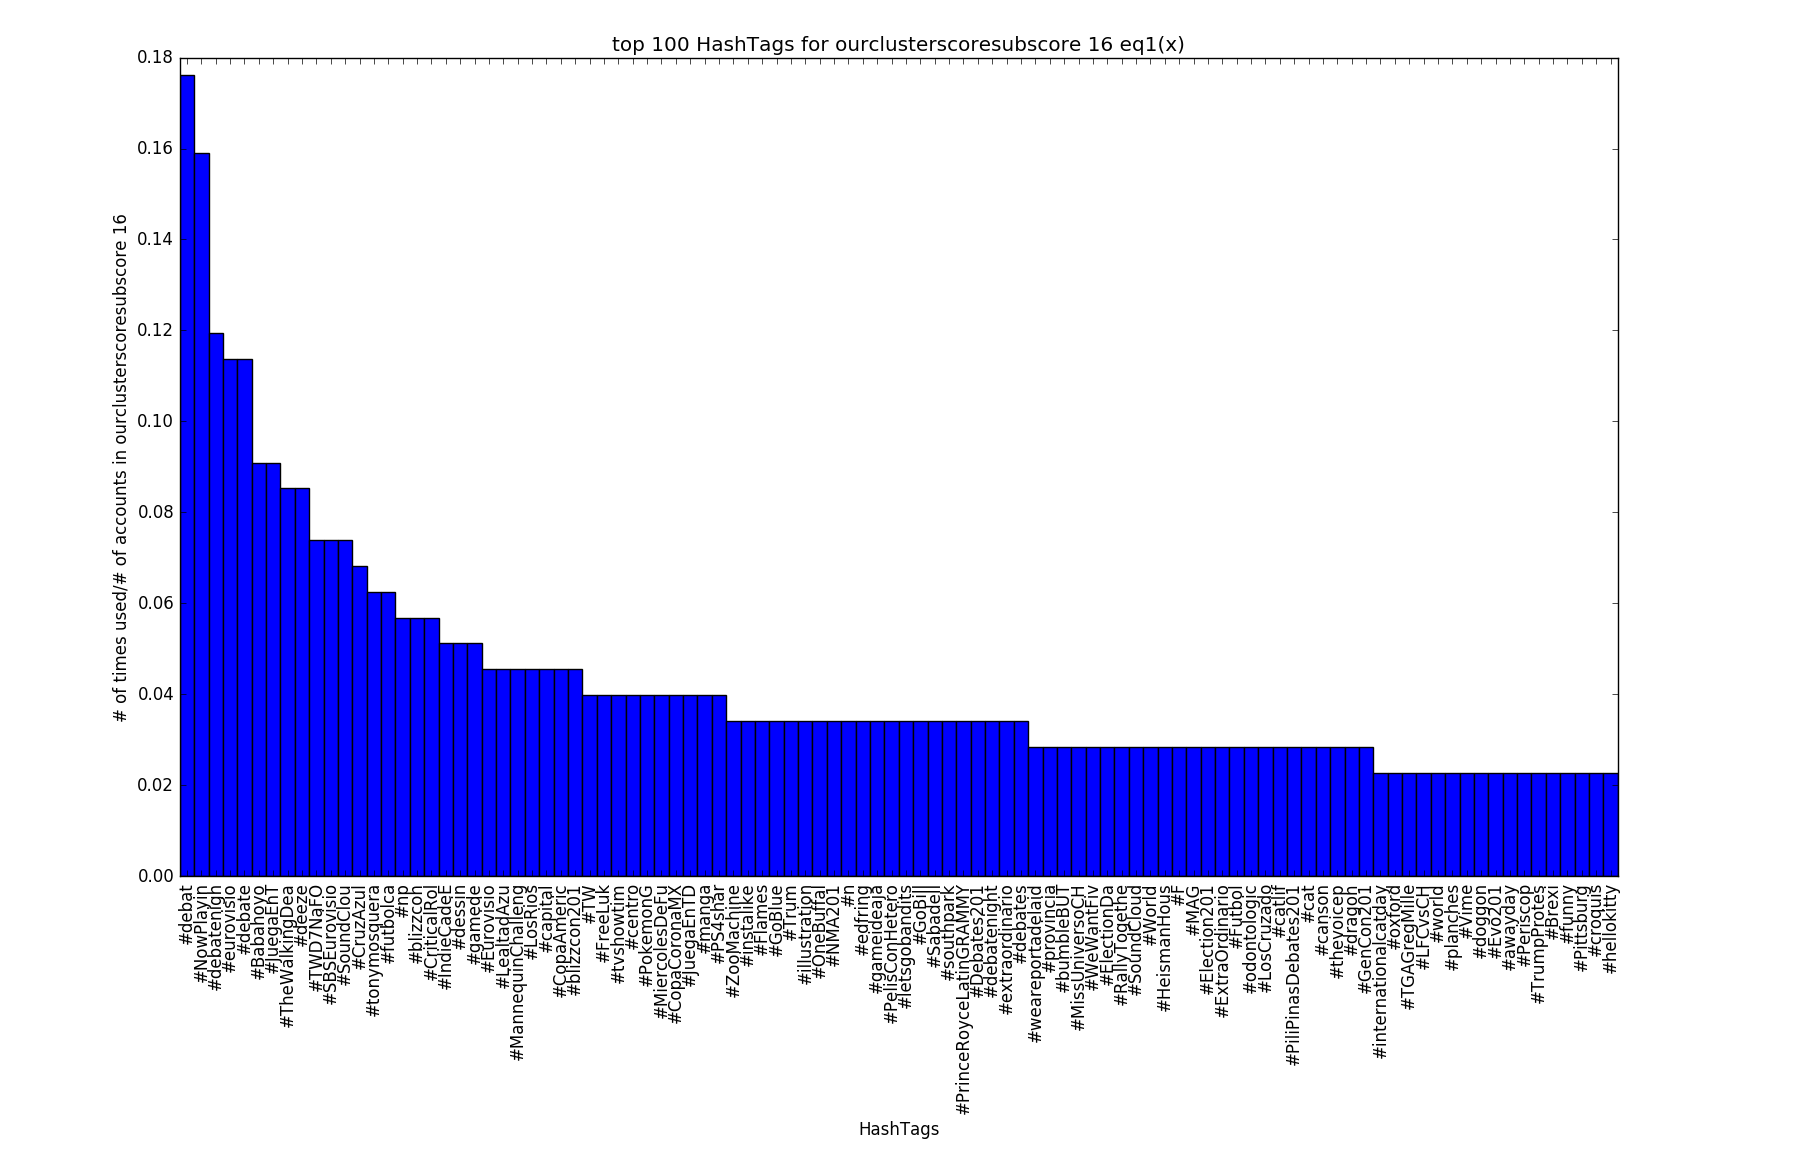 top 100 HashTags for ourclusterscoresubscore 16 eq1(x)
# of times used/# of accounts in ourclusterscoresubscore 16
0.18
0.16
0.14
0.12
0.10
0.08
0.06
0.04
0.02
0.00
#debat
#NowPlayin
#debatenigh
#eurovisio
#debate
#Babahoyo
#JuegaEnT
#TheWalkingDea
#deeze
#TWD7NaFO
#SBSEurovisio
#SoundClou
#CruzAzul
#tonymosquera
#futbolca
#np
#blizzcon
#CriticalRol
#IndieCadeE
#dessin
#gamede
#Eurovisio
#LealtadAzu
#MannequinChalleng
#LosRios
#capital
#CopaAmeric
#blizzcon201
#TW
#FreeLuk
#tvshowtim
#centro
#PokemonG
#MiercolesDeFu
#CopaCoronaMX
#JuegaEnTD
#manga
#PS4shar
#ZooMachine
#instalike
#Flames
#GoBlue
#Trum
#illustration
#OneBuffal
#NMA201
#n
#edfring
#gameideaja
#PelisConHetero
#letsgobandits
#GoBill
#Sabadell
#southpark
#PrinceRoyceLatinGRAMMY
#Debates201
#debatenight
#extraordinario
#debates
#weareportadelaid
#provincia
#bumbleBUT
#MissUniversoCH
#WeWantEnv
#ElectionDa
#RallyTogethe
#SoundCloud
#World
#HeismanHous
#F
#MAG
#Election201
#ExtraOrdinario
#Futbol
#odontologic
#LosCruzado
#catlif
#PiliPinasDebates201
#cat
#canson
#theyoicep
#dragon
#GenCon201
#internationalcatday
#oxford
#TGAGregMille
#LFCvsCH
#world
#planches
#Vime
#doggon
#Evo201
#awayday
#Periscop
#TrumpProtes
#Brexi
#funny
#Pittsburg
#croquis
#hellokitty
HashTags